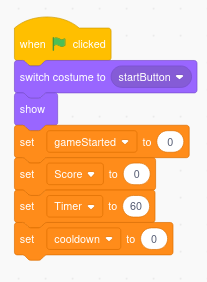 when clicked
switch costume to startButton
show
set gameStarted to 0
set Score to 0
set Timer to 60
set cooldown to 0